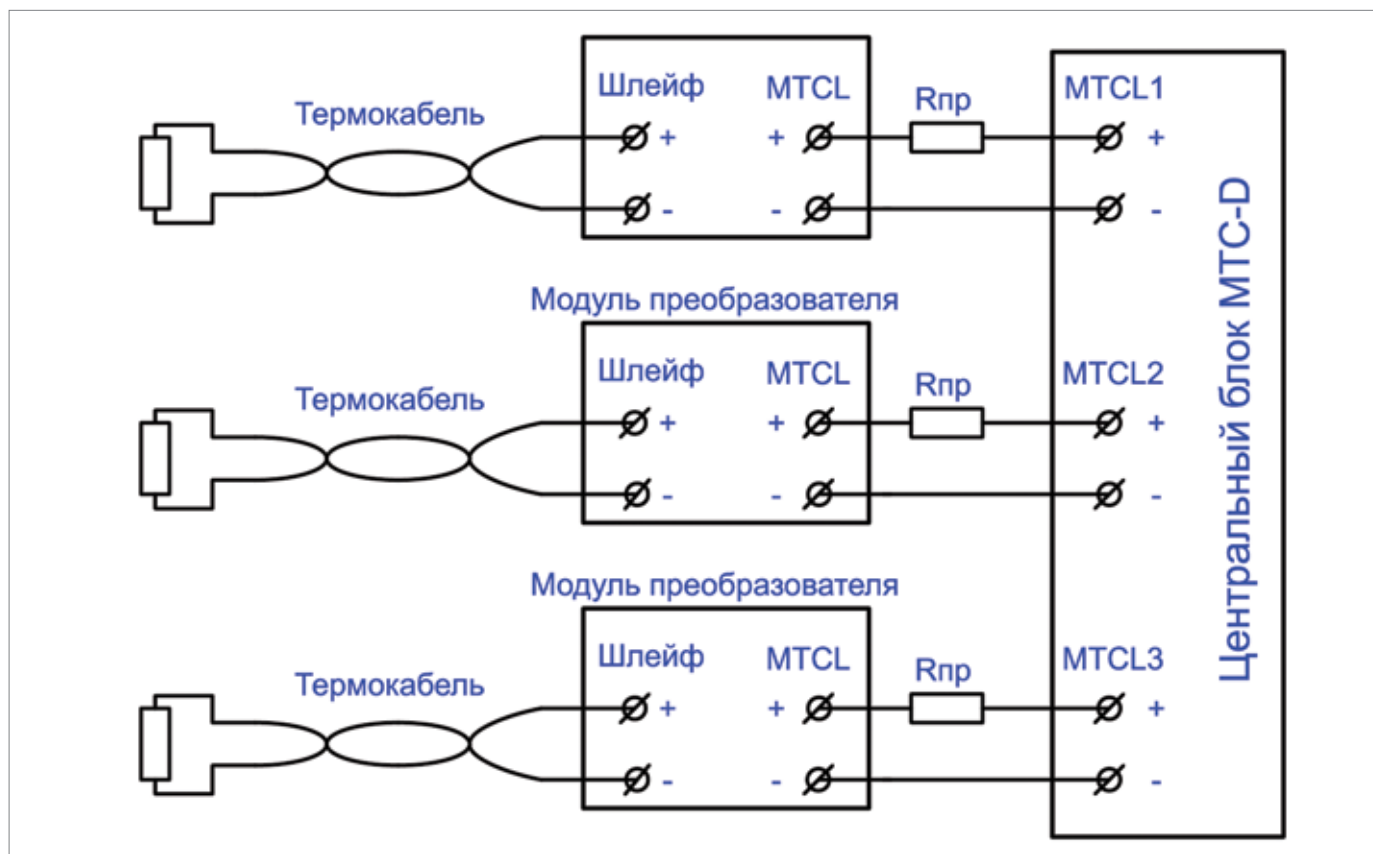 Шлейф MTCL
Термокабель
Rпр
MTCL1
+ + +
- - -
Модуль преобразователя
Шлейф MTCL
Термокабель
Rпр
MTCL2
+ + +
- - -
Модуль преобразователя
Шлейф MTCL
Термокабель
Rпр
MTCL3
+ + +
- - -
Центральный блок МТС-D